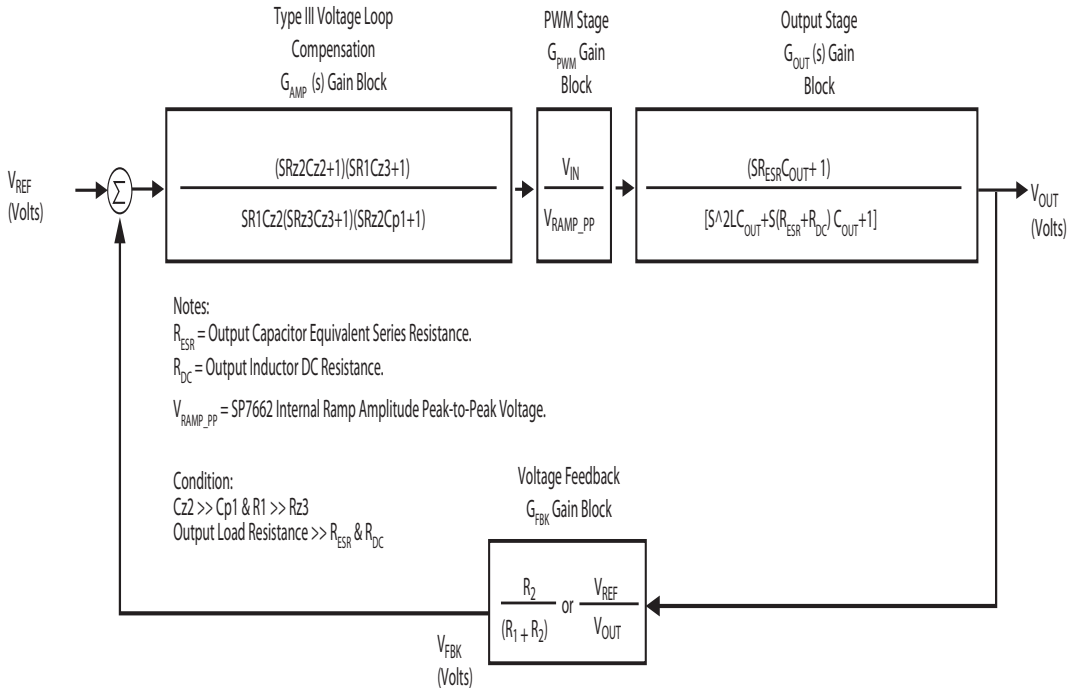 Type III Voltage Loop
Compensation
G_AMP (s) Gain Block
PWM Stage
G_PWM Gain
Block
Output Stage
G_OUT (s) Gain
Block
V_REF
(Volts)
Σ
(SRz2Cz2+1)(SR1Cz3+1)
SR1Cz2(SRz3Cz3+1)(SRz2Cp1+1)
V_IN
V_RAMP_PP
(SR_ESRC_OUT+ 1)
[S^2LC_OUT+S(R_ESR+R_DC) C_OUT+1]
V_OUT
(Volts)
Notes:
R_ESR = Output Capacitor Equivalent Series Resistance.
R_DC = Output Inductor DC Resistance.
V_RAMP_PP = SP7662 Internal Ramp Amplitude Peak-to-Peak Voltage.
Condition:
Cz2 >> Cp1 & R1 >> Rz3
Output Load Resistance >> R_ESR & R_DC
Voltage Feedback
G_FBK Gain Block
R_2
(R_1 + R_2)
or
V_REF
V_OUT
V_FBK
(Volts)